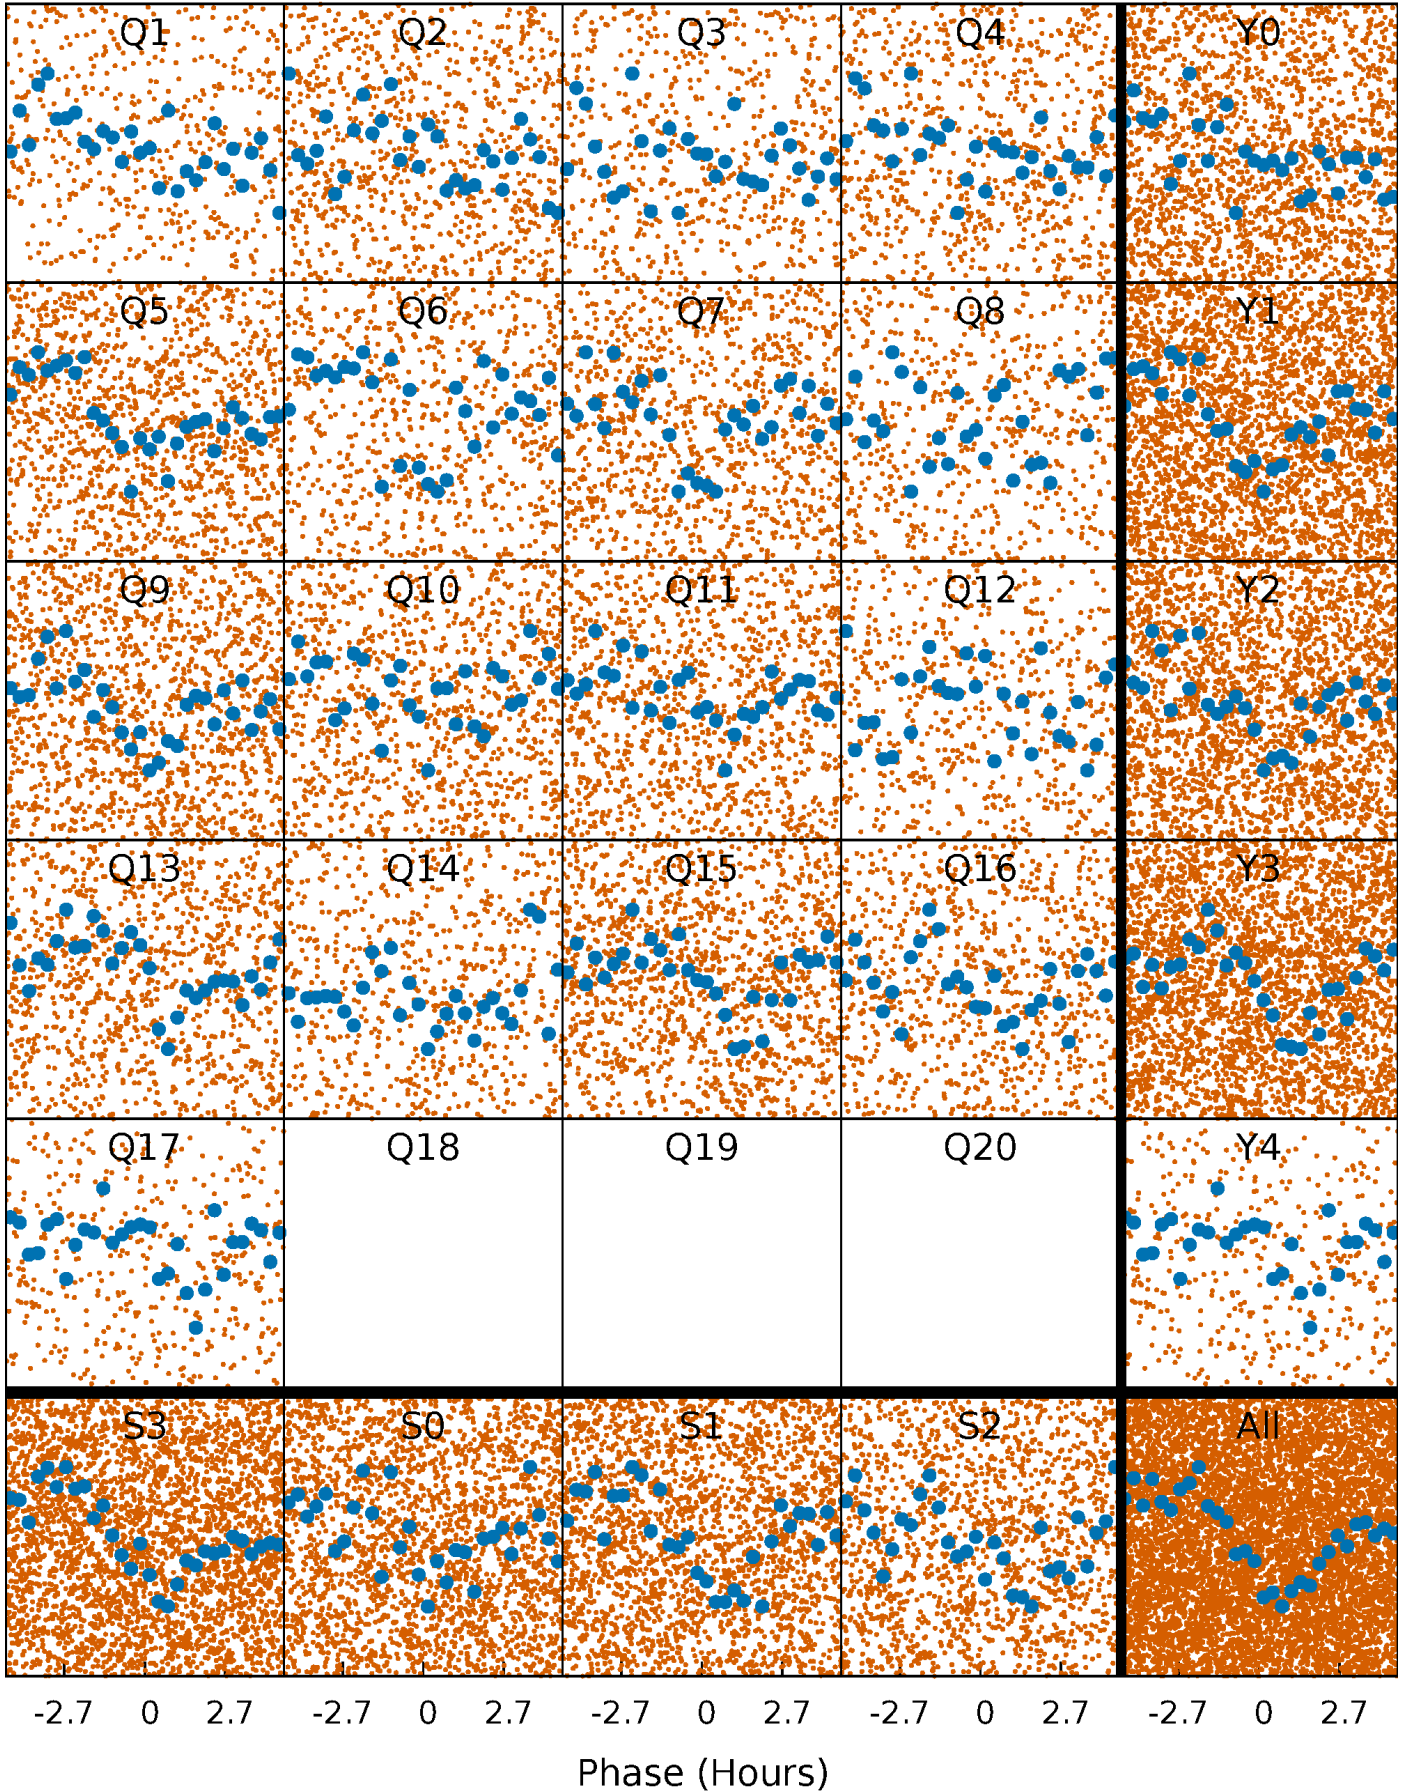 Q1 Q2 Q3 Q4 Y0
Q5 Q6 Q7 Q8 Y1
Q9 Q10 Q11 Q12 Y2
Q13 Q14 Q15 Q16 Y3
Q17 Q18 Q19 Q20 Y4
S3 S0 S1 S2 All
-2.7 0 2.7 -2.7 0 2.7 -2.7 0 2.7 -2.7 0 2.7 -2.7 0 2.7
Phase (Hours)